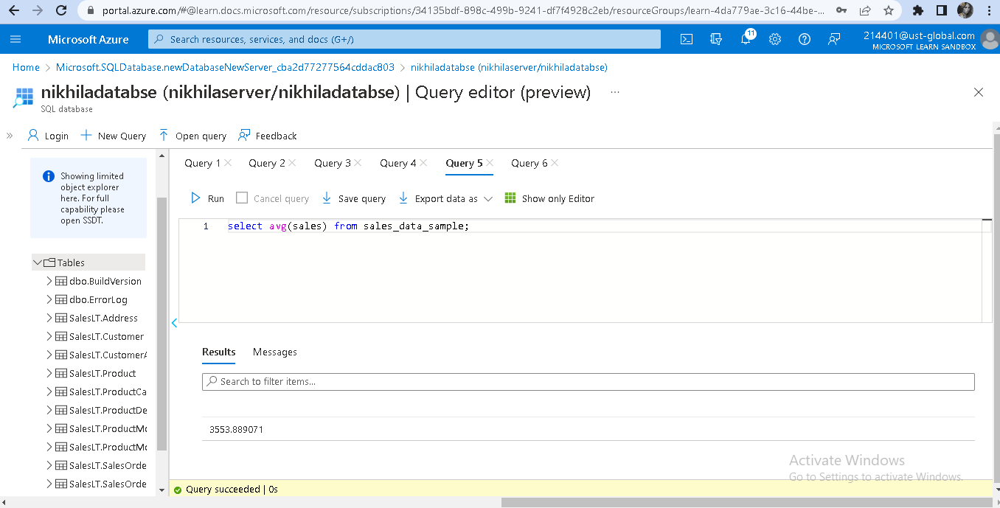 portal.azure.com/#@learn.docs.microsoft.com/resource/subscriptions/34135bdf-898c-499b-9241-df7f4928c2eb/resourceGroups/learn-4da779ae-3c16-44be-...
Microsoft Azure
Search resources, services, and docs (G+/)
11
214401@ust-global.com
MICROSOFT LEARN SANDBOX
Home > Microsoft.SQLDatabase.newDatabaseNewServer_cba2d77277564cddac803 > nikhiladatabse (nikhilaserver/nikhiladatabse)
nikhiladatabse (nikhilaserver/nikhiladatabse) | Query editor (preview) ...
SQL database
» Login New Query Open query Feedback
Showing limited
object explorer
here. For full
capability please
open SSDT.
Tables
dbo.BuildVersion
dbo.ErrorLog
SalesLT.Address
SalesLT.Customer
SalesLT.CustomerA
SalesLT.Product
SalesLT.ProductCa
SalesLT.ProductDe
SalesLT.ProductMo
SalesLT.ProductMo
SalesLT.SalesOrde
SalesLT.SalesOrde
Query 1 Query 2 Query 3 Query 4 Query 5 Query 6
Run Cancel query Save query Export data as Show only Editor
1 select avg(sales) from sales_data_sample;
Results Messages
Search to filter items...
3553.889071
Query succeeded | 0s
Activate Windows
Go to Settings to activate Windows.